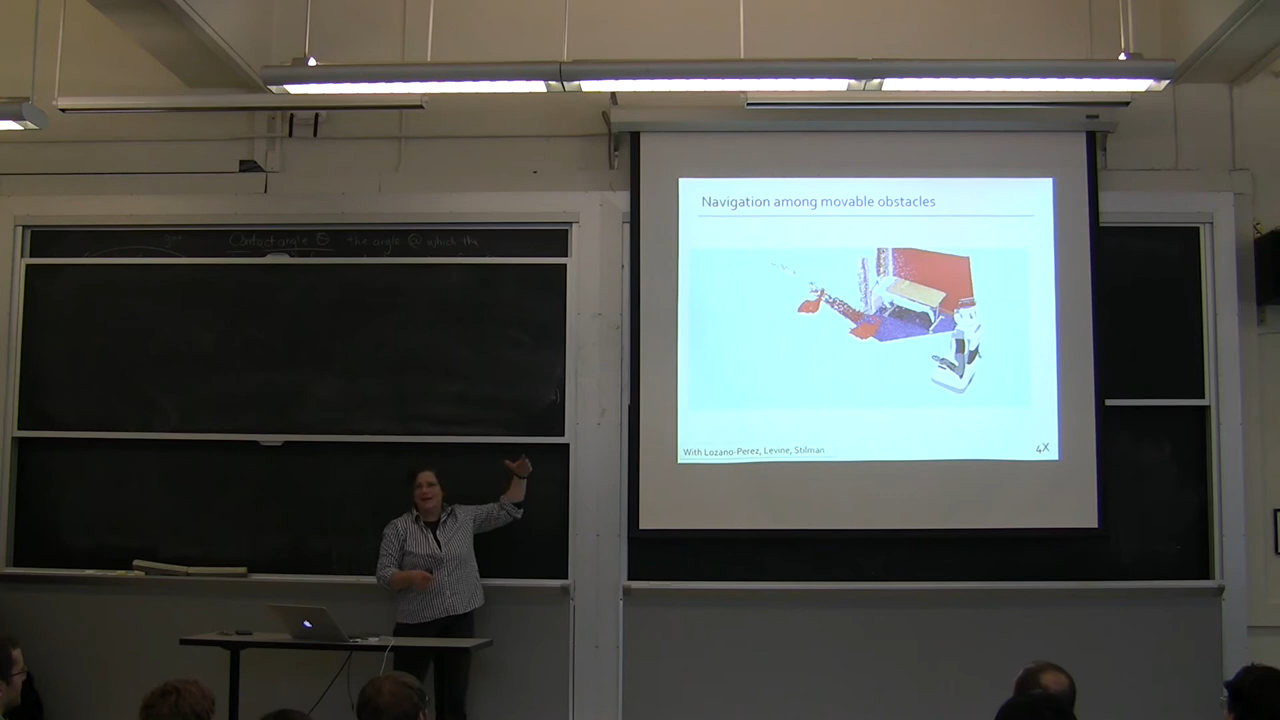 Contact angle θ the angle @ which the
Navigation among movable obstacles
With Lozano-Perez, Levine, Stilman
4X